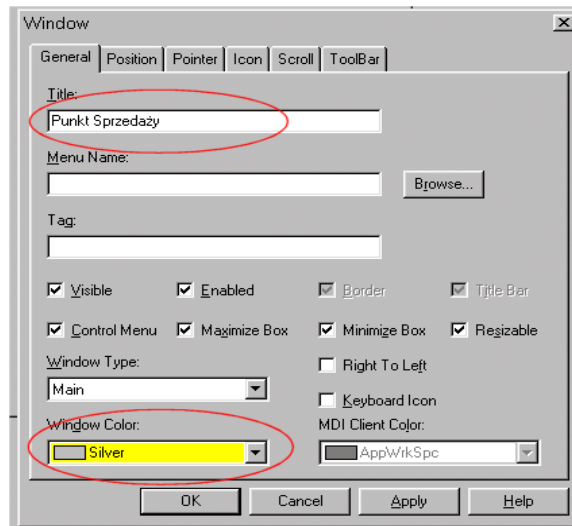 Window
General Position Pointer Icon Scroll ToolBar
Title:
Punkt Sprzedaży
Menu Name:
Browse...
Tag:
Visible Enabled Border Title Bar
Control Menu Maximize Box Minimize Box Resizable
Window Type: Right To Left
Main
Keyboard Icon
Window Color: MDI Client Color:
Silver AppWrkSpc
OK Cancel Apply Help